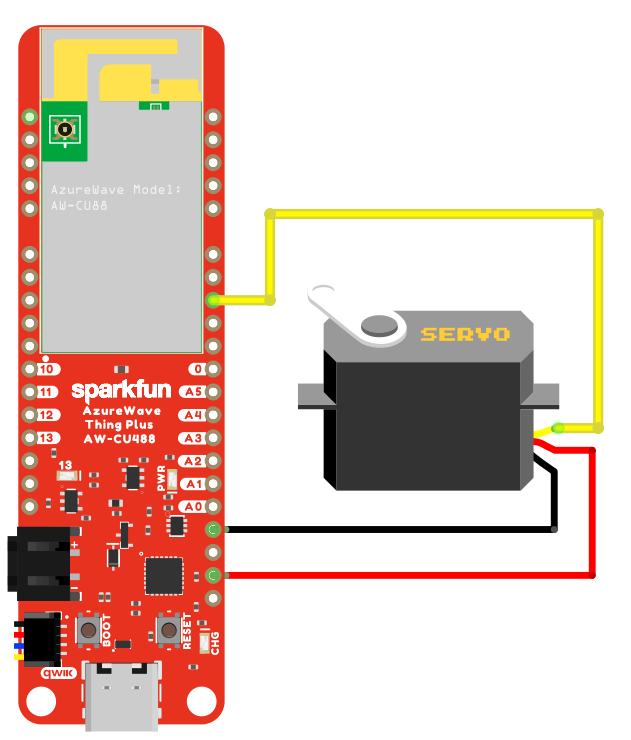 AzureWave Model:
AW-CU88
SERVO
10
0
11
sparkfun
A5
12
AzureWave
Thing Plus
AW-CU488
A4
13
A3
A2
13
PWR
A1
A0
+
-
BOOT
RESET
CHG
qwiic